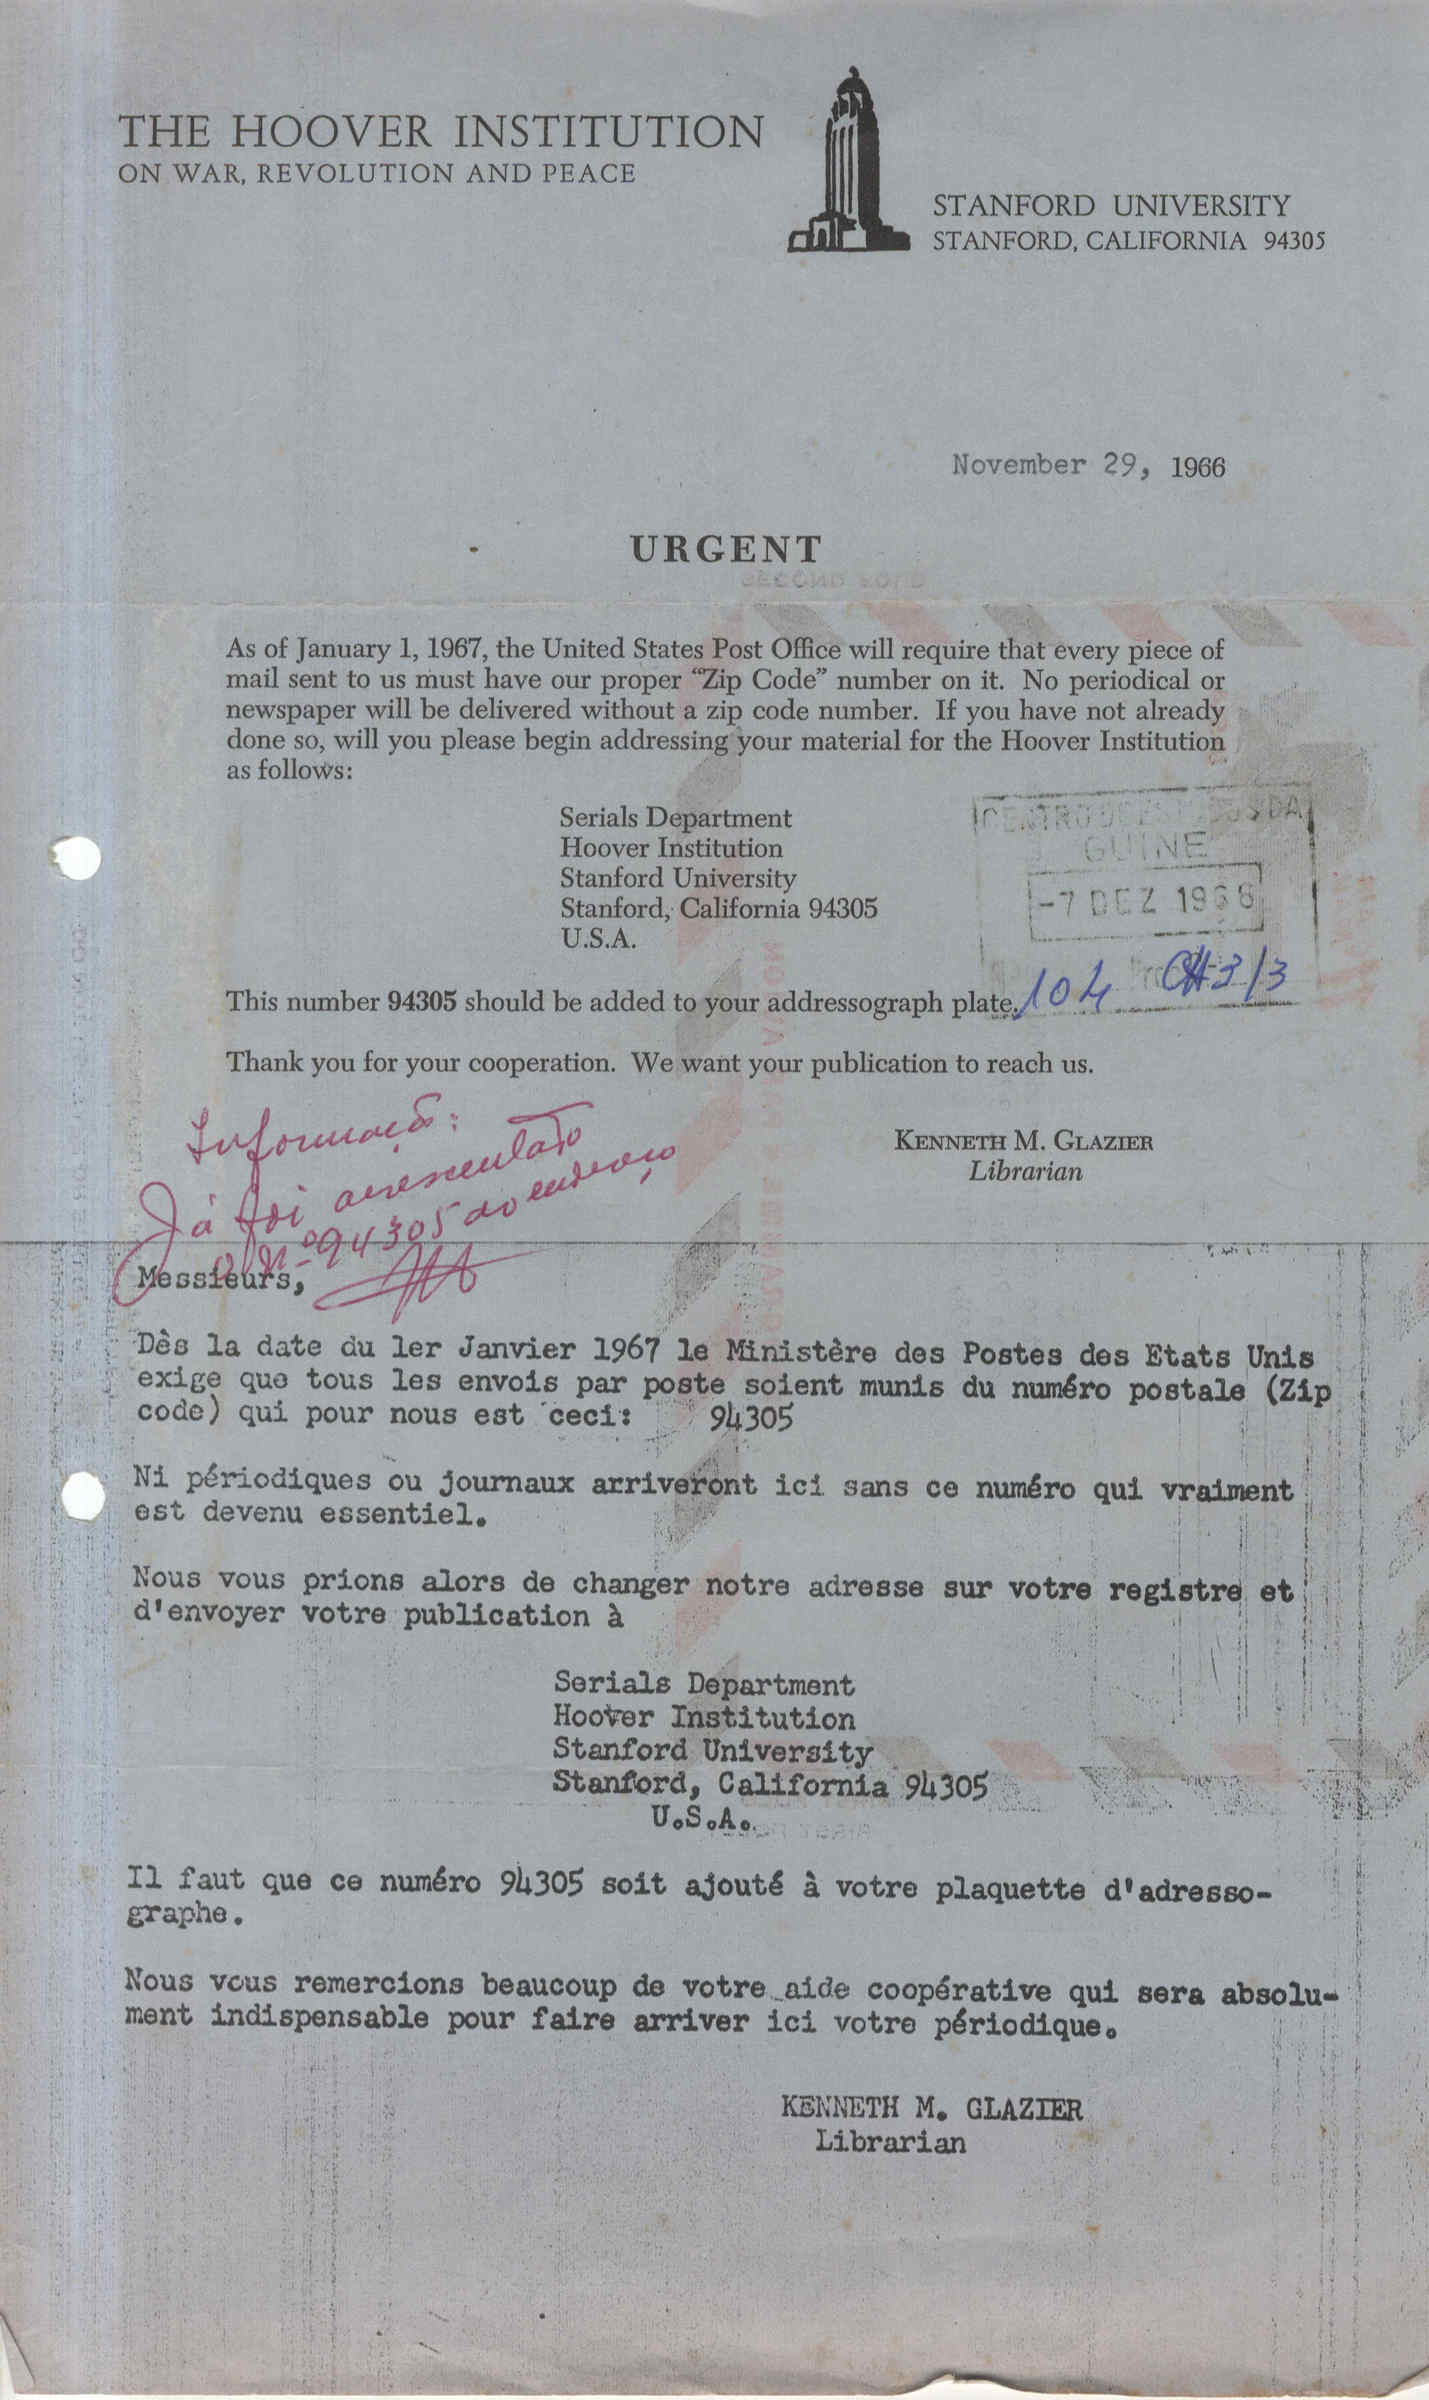 THE HOOVER INSTITUTION
ON WAR, REVOLUTION AND PEACE
STANFORD UNIVERSITY
STANFORD, CALIFORNIA 94305
November 29, 1966
URGENT
SECOND FOLD
As of January 1, 1967, the United States Post Office will require that every piece of
mail sent to us must have our proper “Zip Code” number on it. No periodical or
newspaper will be delivered without a zip code number. If you have not already
done so, will you please begin addressing your material for the Hoover Institution
as follows:
Serials Department
Hoover Institution
Stanford University
Stanford, California 94305
U.S.A.
CENTRO DE ESTUDOS DA
GUINÉ
-7 DEZ 1966
104 CH 3/3
This number 94305 should be added to your addressograph plate.
Thank you for your cooperation. We want your publication to reach us.
KENNETH M. GLAZIER
Librarian
Informação:
Já foi acrescentado
o nº 94305 ao endereço
Messieurs,
Dès la date du 1er Janvier 1967 le Ministère des Postes des Etats Unis
exige que tous les envois par poste soient munis du numéro postale (Zip
code) qui pour nous est ceci: 94305
Ni périodiques ou journaux arriveront ici sans ce numéro qui vraiment
est devenu essentiel.
Nous vous prions alors de changer notre adresse sur votre registre et
d'envoyer votre publication à
Serials Department
Hoover Institution
Stanford University
Stanford, California 94305
U.S.A.
Il faut que ce numéro 94305 soit ajouté à votre plaquette d'adresso-
graphe.
Nous vous remercions beaucoup de votre aide coopérative qui sera absolu-
ment indispensable pour faire arriver ici votre périodique.
KENNETH M. GLAZIER
Librarian